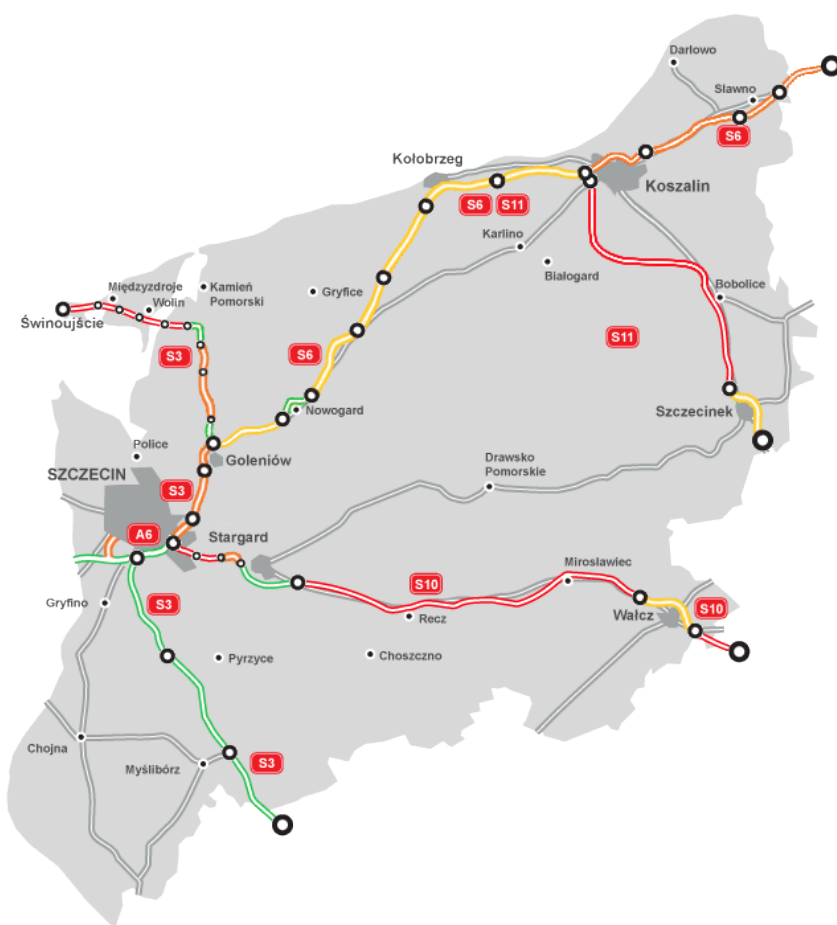 Darłowo
Sławno
S6
Kołobrzeg
Koszalin
S6
S11
Karlino
Białogard
Międzyzdroje
Wolin
Kamień
Pomorski
Gryfice
Bobolice
Świnoujście
S3
S6
S11
Nowogard
Szczecinek
Police
Goleniów
SZCZECIN
Drawsko
Pomorskie
S3
A6
Stargard
Mirosławiec
S10
S3
Gryfino
Recz
Wałcz
S10
Pyrzyce
Choszczno
Chojna
Myślibórz
S3